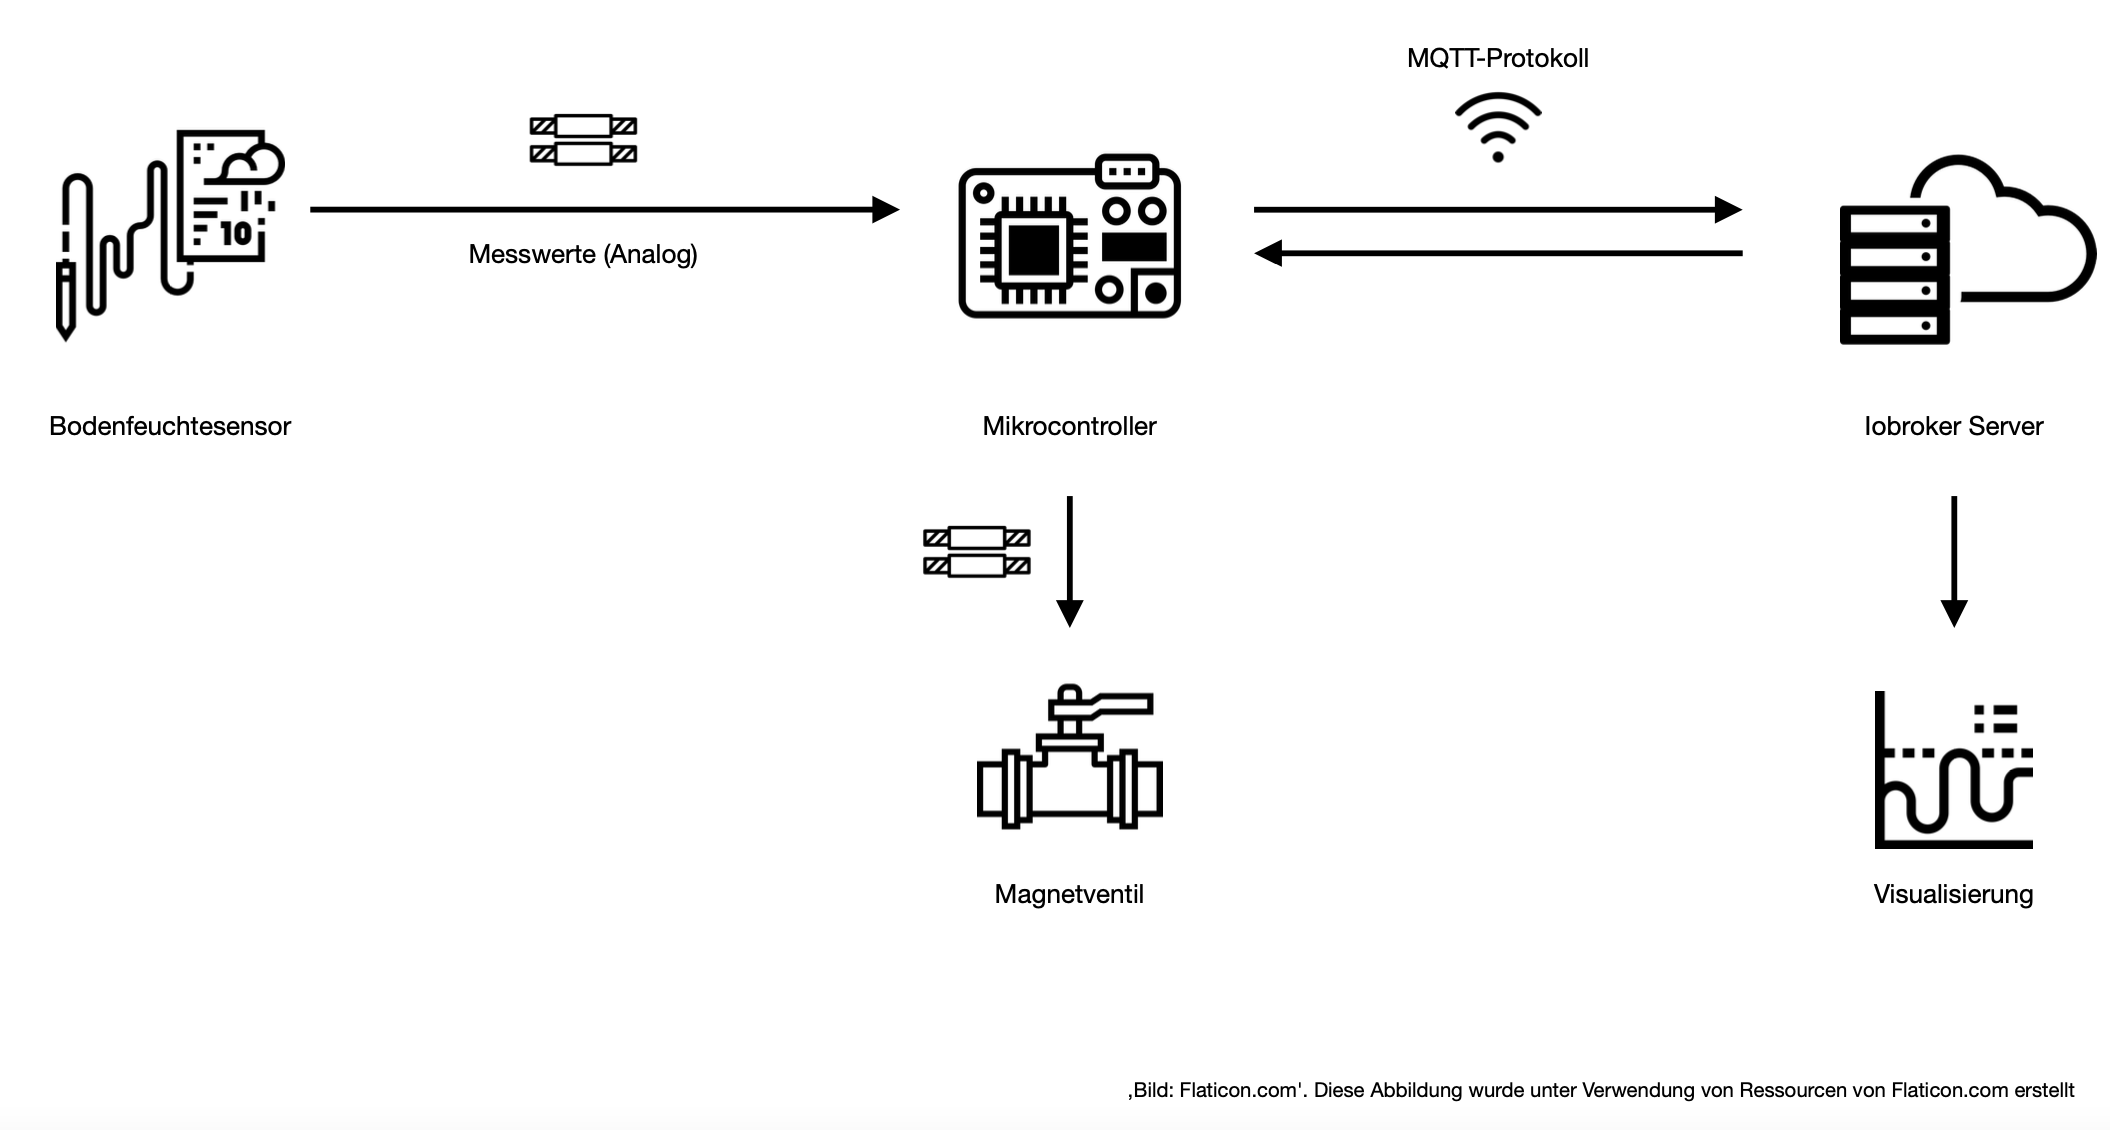 MQTT-Protokoll
10
Messwerte (Analog)
Bodenfeuchtesensor
Mikrocontroller
Iobroker Server
Magnetventil
Visualisierung
‚Bild: Flaticon.com'. Diese Abbildung wurde unter Verwendung von Ressourcen von Flaticon.com erstellt